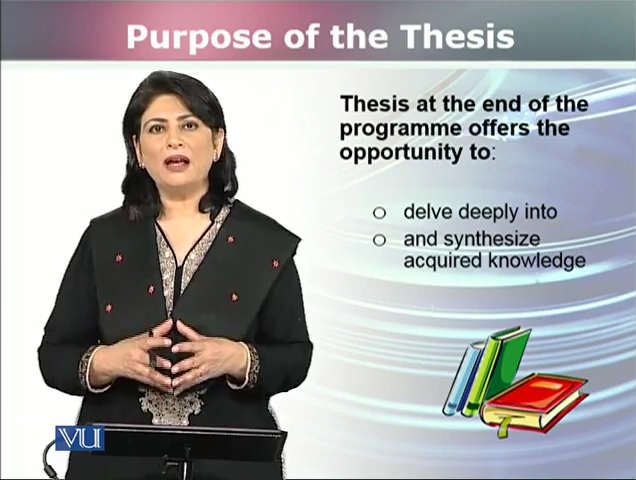 Purpose of the Thesis
Thesis at the end of the
programme offers the
opportunity to:
o delve deeply into
o and synthesize
acquired knowledge
VU